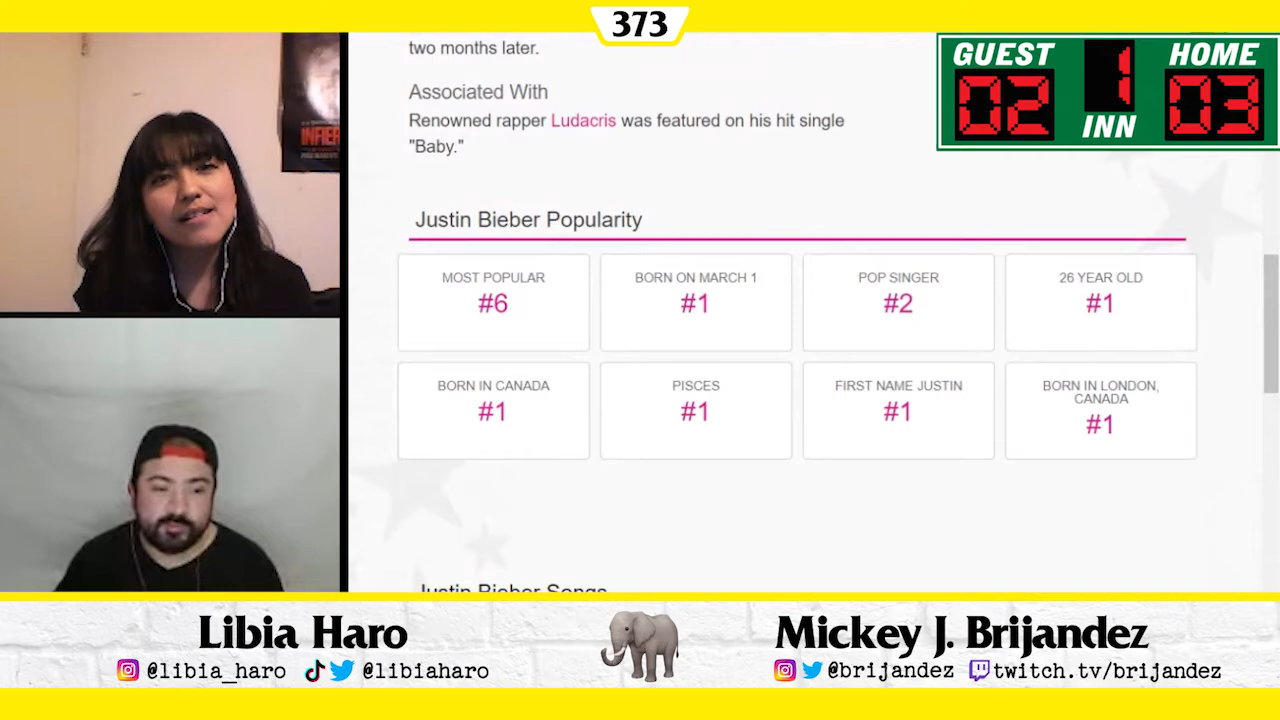 373
two months later.
Associated With
Renowned rapper Ludacris was featured on his hit single
"Baby."
GUEST
02
1
INN
HOME
03
Justin Bieber Popularity
MOST POPULAR
#6
BORN ON MARCH 1
#1
POP SINGER
#2
26 YEAR OLD
#1
BORN IN CANADA
#1
PISCES
#1
FIRST NAME JUSTIN
#1
BORN IN LONDON,
CANADA
#1
Justin Bieber Songs
Libia Haro
@libia_haro
@libiaharo
Mickey J. Brijandez
@brijandez
twitch.tv/brijandez